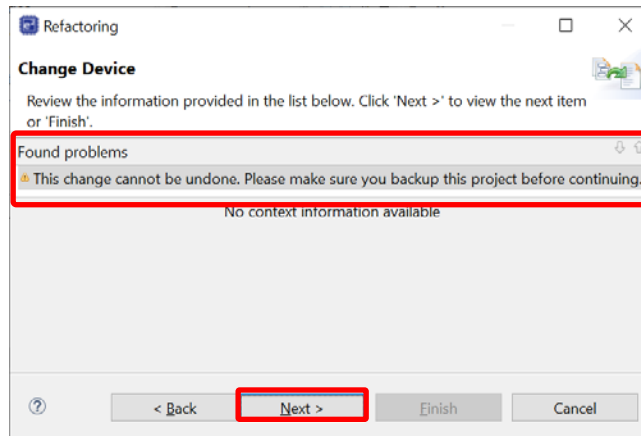 Refactoring
Change Device
Review the information provided in the list below. Click 'Next >' to view the next item
or 'Finish'.
Found problems
This change cannot be undone. Please make sure you backup this project before continuing.
No context information available
< Back
Next >
Finish
Cancel